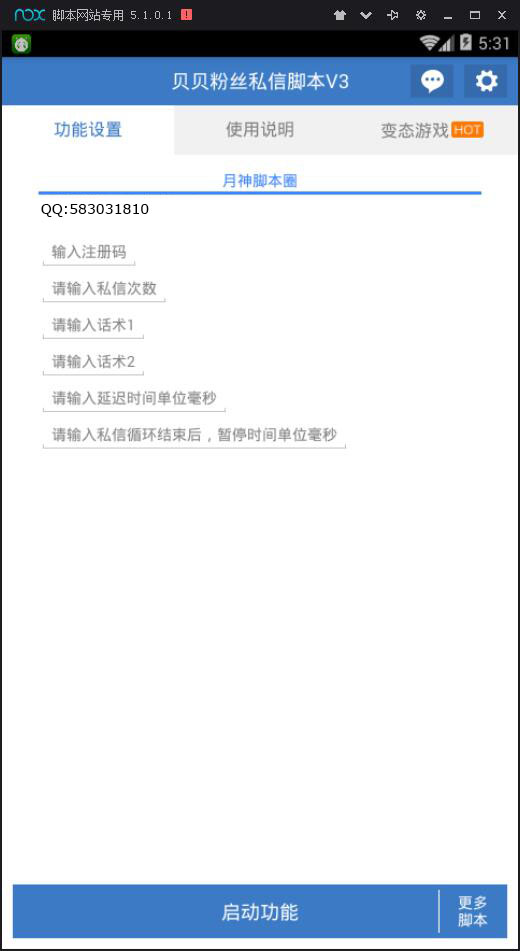 nox 脚本网站专用 5.1.0.1
5:31
贝贝粉丝私信脚本V3
功能设置 使用说明 变态游戏 HOT
月神脚本圈
QQ:583031810
输入注册码
请输入私信次数
请输入话术1
请输入话术2
请输入延迟时间单位毫秒
请输入私信循环结束后，暂停时间单位毫秒
启动功能 更多
脚本